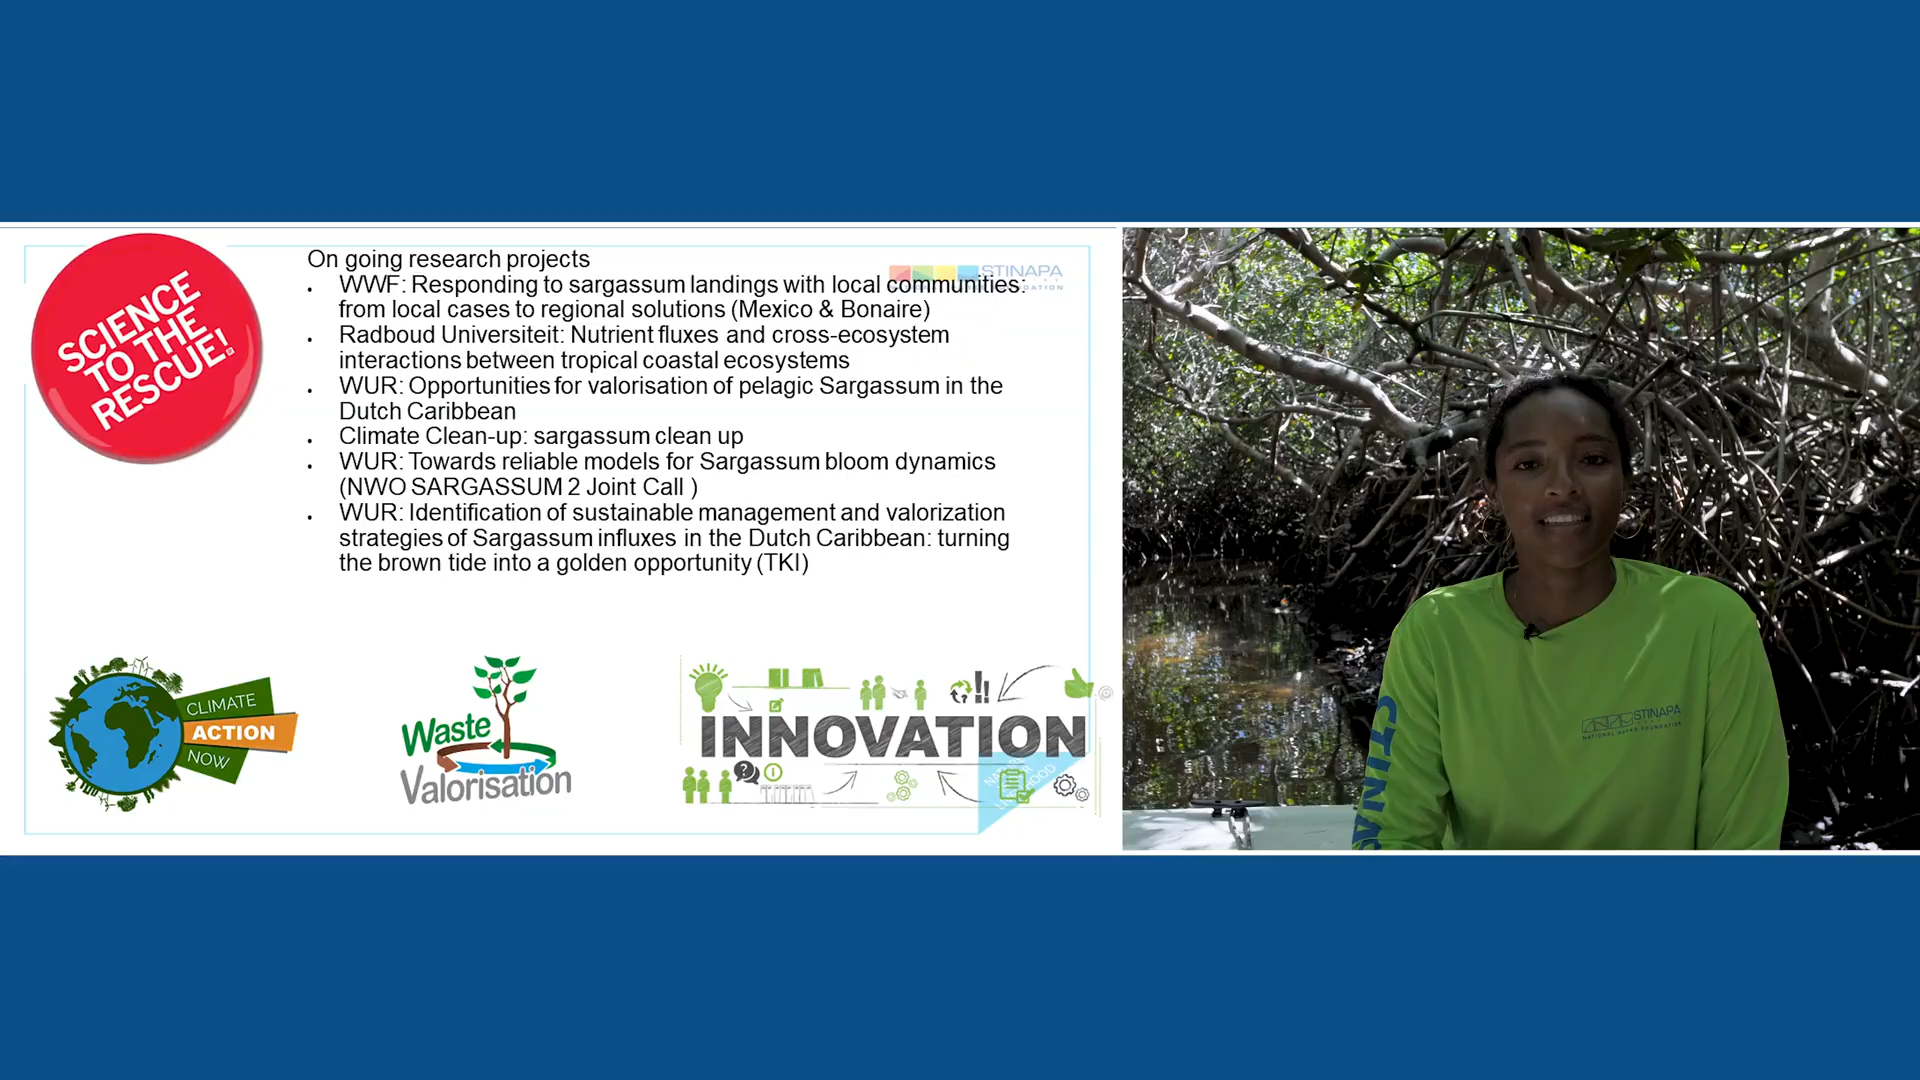 SCIENCE
TO THE
RESCUE!
On going research projects
STINAPA
• WWF: Responding to sargassum landings with local communities:
from local cases to regional solutions (Mexico & Bonaire)
• Radboud Universiteit: Nutrient fluxes and cross-ecosystem
interactions between tropical coastal ecosystems
• WUR: Opportunities for valorisation of pelagic Sargassum in the
Dutch Caribbean
• Climate Clean-up: sargassum clean up
• WUR: Towards reliable models for Sargassum bloom dynamics
(NWO SARGASSUM 2 Joint Call )
• WUR: Identification of sustainable management and valorization
strategies of Sargassum influxes in the Dutch Caribbean: turning
the brown tide into a golden opportunity (TKI)
CLIMATE
ACTION
NOW
Waste
Valorisation
INNOVATION
STINAPA
NATIONAL PARKS FOUNDATION
STINA